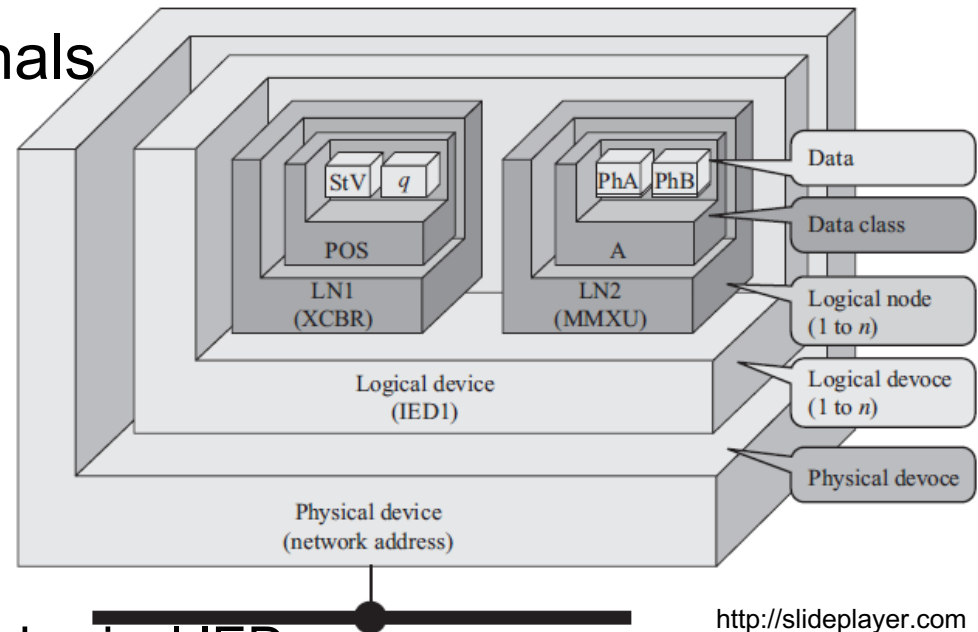 nals
StV
q
PhA
PhB
POS
A
LN1
(XCBR)
LN2
(MMXU)
Logical device
(IED1)
Physical device
(network address)
Data
Data class
Logical node
(1 to n)
Logical devoce
(1 to n)
Physical devoce
IED
http://slideplayer.com